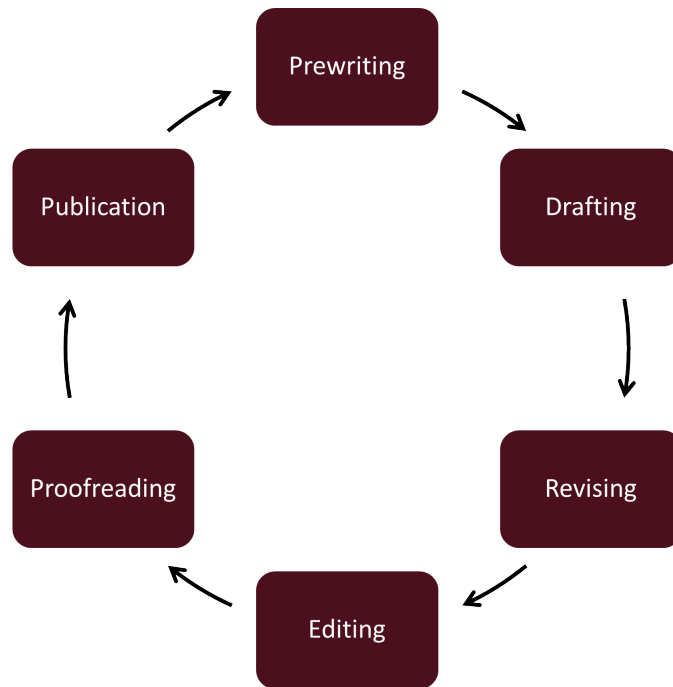 Prewriting
Drafting
Revising
Editing
Proofreading
Publication